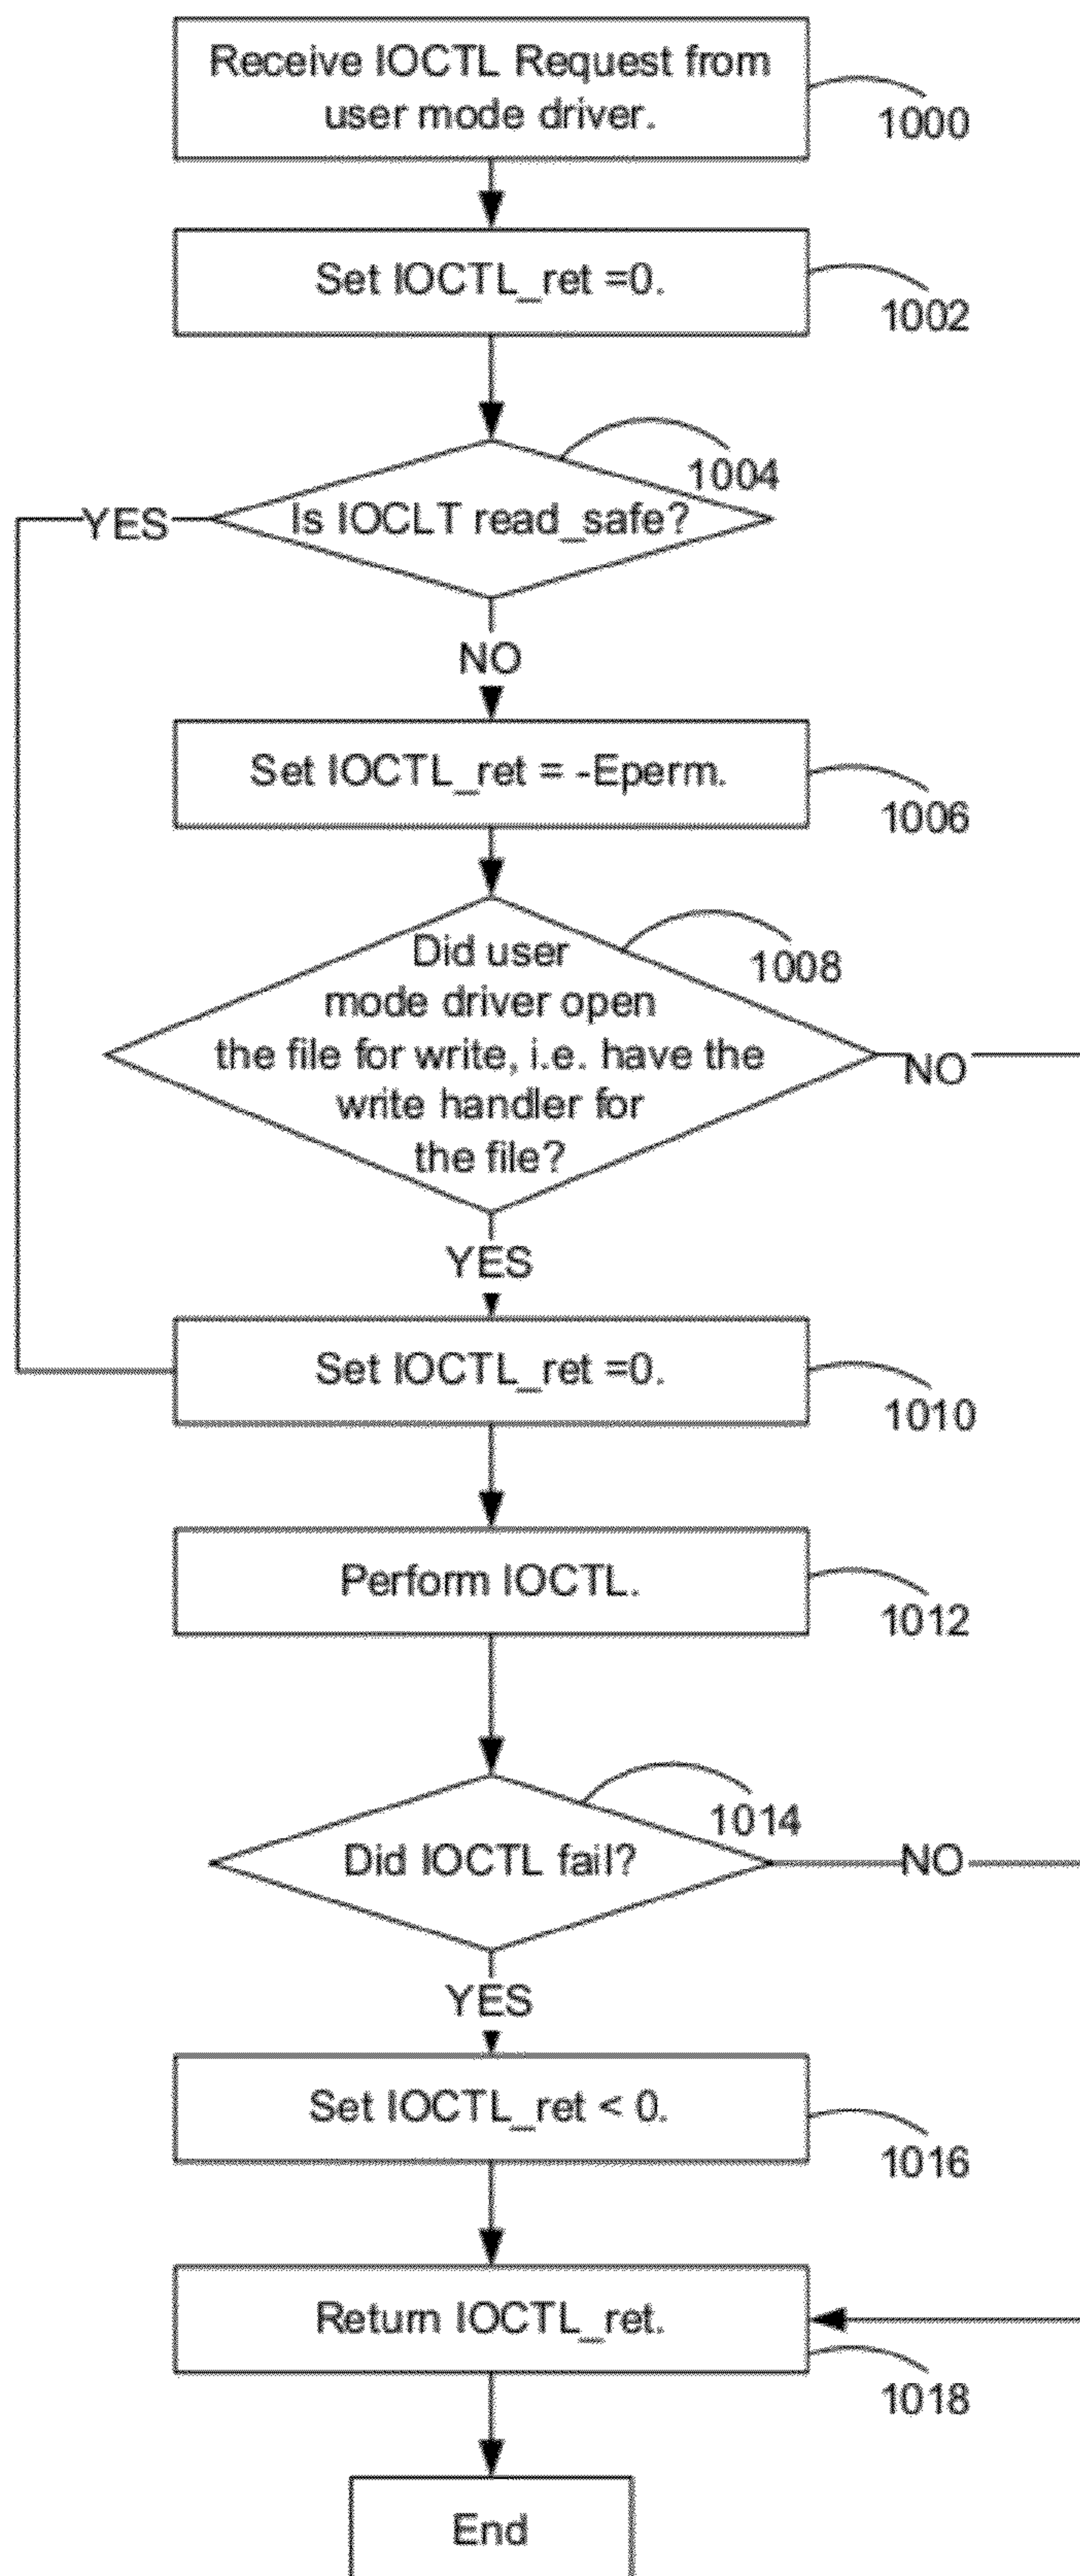 Receive IOCTL Request from
user mode driver.
1000
Set IOCTL_ret =0.
1002
1004
Is IOCLT read_safe?
YES
NO
Set IOCTL_ret = -Eperm.
1006
Did user
mode driver open
the file for write, i.e. have the
write handler for
the file?
1008
NO
YES
Set IOCTL_ret =0.
1010
Perform IOCTL.
1012
1014
Did IOCTL fail?
NO
YES
Set IOCTL_ret < 0.
1016
Return IOCTL_ret.
1018
End